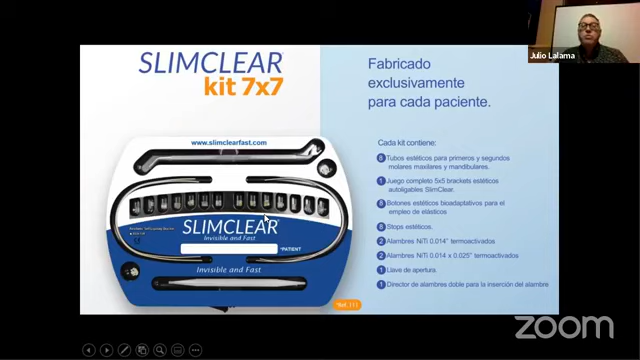 SLIMCLEAR
kit 7x7
Fabricado
exclusivamente
para cada paciente.
Julio Lalama
www.slimclearfast.com
SLIMCLEAR
Invisible and Fast
*PATIENT
Invisible and Fast
Cada kit contiene:
8 Tubos estéticos para primeros y segundos
molares maxilares y mandibulares.
1 Juego completo 5x5 brackets estéticos
autoligables SlimClear.
8 Botones estéticos bioadaptativos para el
empleo de elásticos
8 Stops estéticos.
2 Alambres NiTi 0.014" termoactivados
2 Alambres NiTi 0.014 x 0.025" termoactivados
1 Llave de apertura.
1 Director de alambres doble para la inserción del alambre
*Ref. 111
zoom